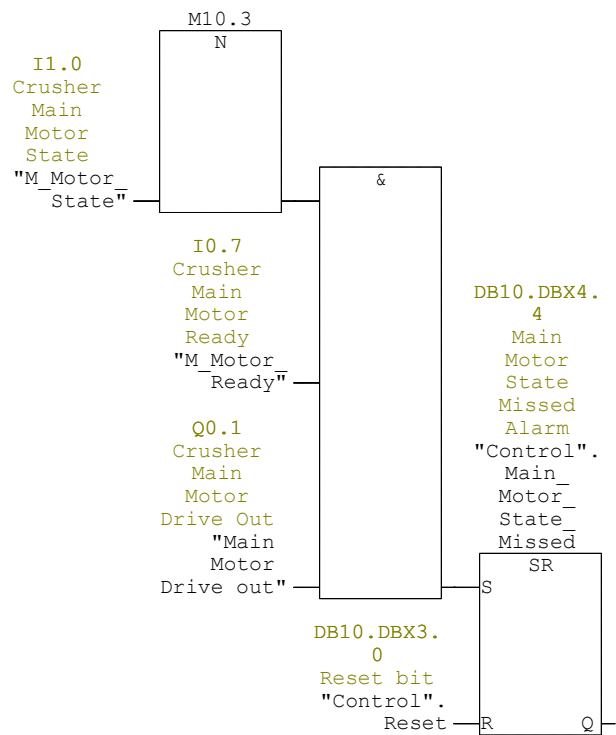 M10.3
N
I1.0
Crusher
Main
Motor
State
"M_Motor_
State"
&
I0.7
Crusher
Main
Motor
Ready
"M_Motor_
Ready"
DB10.DBX4.
4
Main
Motor
State
Missed
Alarm
"Control".
Main_
Motor_
State_
Missed
Q0.1
Crusher
Main
Motor
Drive Out
"Main
Motor
Drive out"
SR
S
DB10.DBX3.
0
Reset bit
"Control".
Reset
R
Q